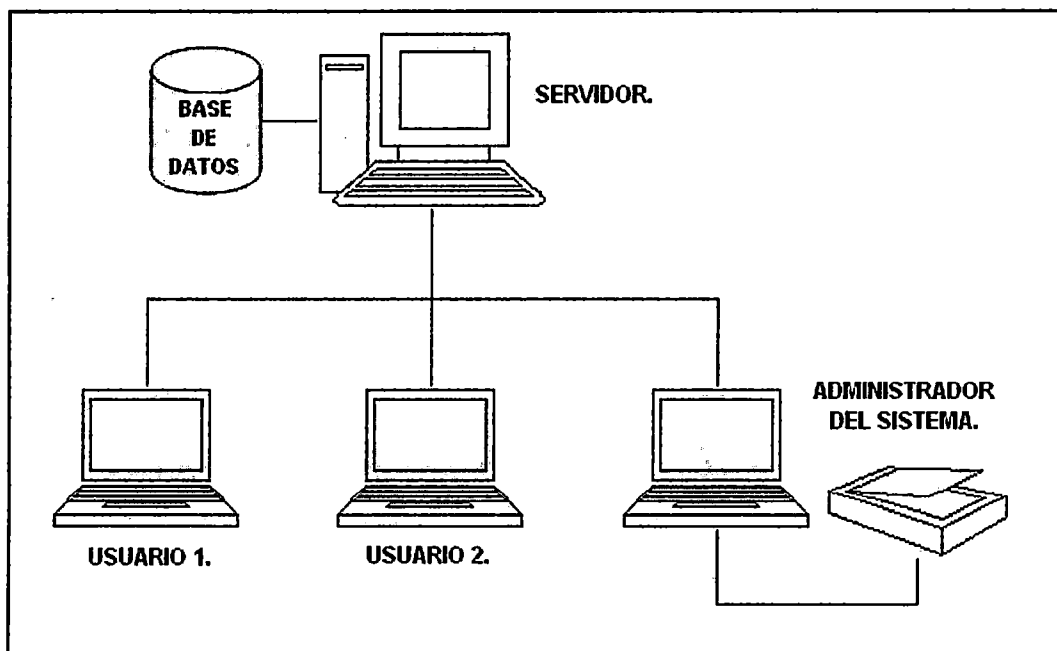 BASE
DE
DATOS
SERVIDOR.
ADMINISTRADOR
DEL SISTEMA.
USUARIO 1.
USUARIO 2.